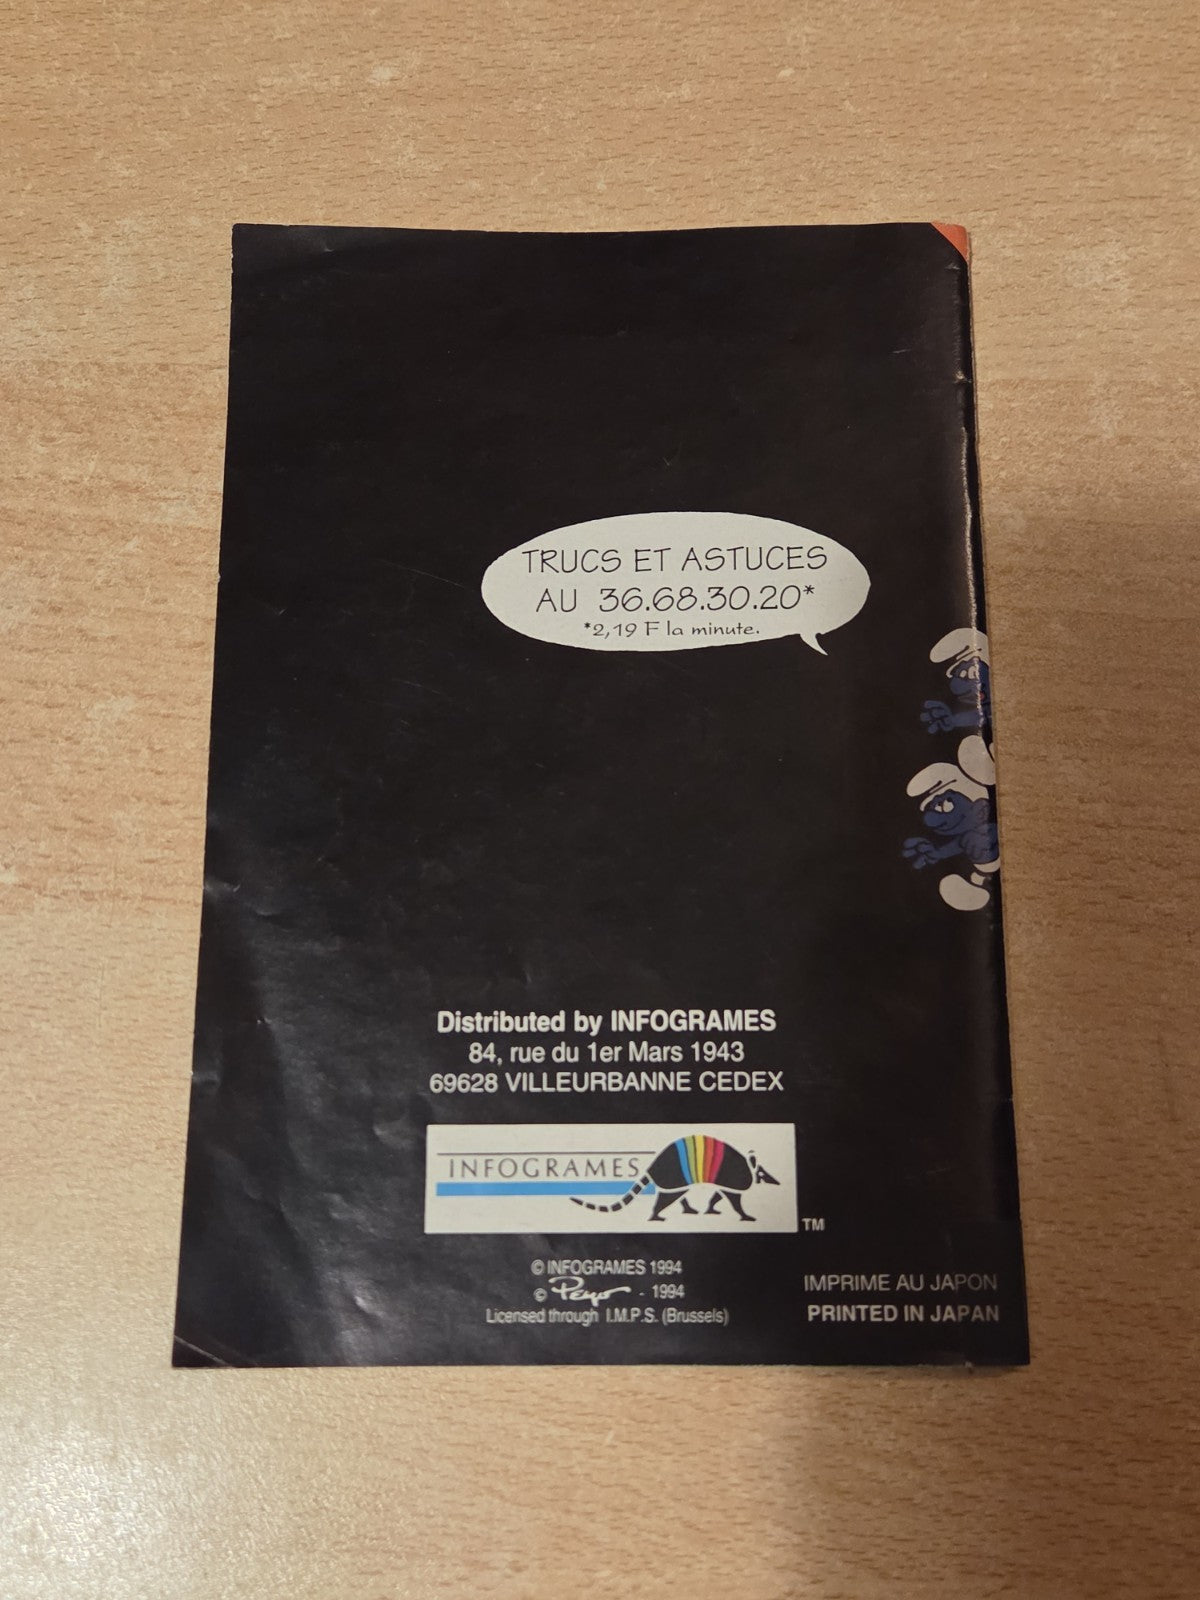 TRUCS ET ASTUCES
AU 36.68.30.20*
*2,19 F la minute.
Distributed by INFOGRAMES
84, rue du 1er Mars 1943
69628 VILLEURBANNE CEDEX
INFOGRAMES
TM
© INFOGRAMES 1994
© Peyo - 1994
Licensed through I.M.P.S. (Brussels)
IMPRIME AU JAPON
PRINTED IN JAPAN